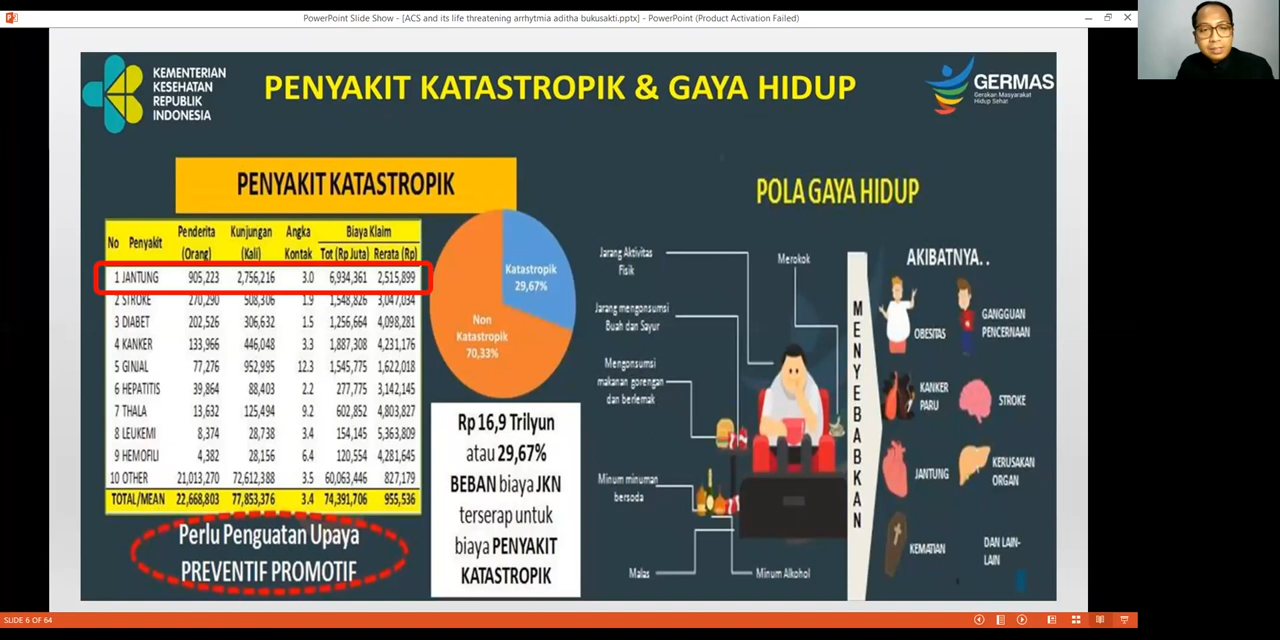 PowerPoint Slide Show - [ACS and its life threatening arrhytmia aditha bukusakti.pptx] - PowerPoint (Product Activation Failed)
KEMENTERIAN
KESEHATAN
REPUBLIK
INDONESIA
PENYAKIT KATASTROPIK & GAYA HIDUP
GERMAS
Gerakan Masyarakat
Hidup Sehat
PENYAKIT KATASTROPIK
No Penyakit Penderita (Orang) Kunjungan (Kali) Angka Kontak Biaya Klaim Tot (Rp Juta) Rerata (Rp)
1 JANTUNG 905,223 2,756,216 3.0 6,934,361 2,515,899
2 STROKE 270,290 508,306 1.9 1,548,826 3,047,034
3 DIABET 202,526 306,632 1.5 1,256,664 4,098,281
4 KANKER 133,966 446,048 3.3 1,887,308 4,231,176
5 GINJAL 77,276 952,995 12.3 1,545,775 1,622,018
6 HEPATITIS 39,864 88,403 2.2 277,775 3,142,145
7 THALA 13,632 125,494 9.2 602,852 4,803,827
8 LEUKEMI 8,374 28,738 3.4 154,145 5,363,809
9 HEMOFILI 4,382 28,156 6.4 120,554 4,281,645
10 OTHER 21,013,270 72,612,388 3.5 60,063,446 827,179
TOTAL/MEAN 22,668,803 77,853,376 3.4 74,391,706 955,536
Perlu Penguatan Upaya
PREVENTIF PROMOTIF
Katastropik
29,67%
Non
Katastropik
70,33%
Rp 16,9 Trilyun
atau 29,67%
BEBAN biaya JKN
terserap untuk
biaya PENYAKIT
KATASTROPIK
POLA GAYA HIDUP
Jarang Aktivitas
Fisik
Merokok
Jarang mengonsumsi
Buah dan Sayur
Mengonsumsi
makanan gorengan
dan berlemak
Minum minuman
bersoda
Malas
Minum Alkohol
MENYEBABKAN
AKIBATNYA. .
OBESITAS
GANGGUAN
PENCERNAAN
KANKER
PARU
STROKE
JANTUNG
KERUSAKAN
ORGAN
KEMATIAN
DAN LAIN-
LAIN
SLIDE 6 OF 64